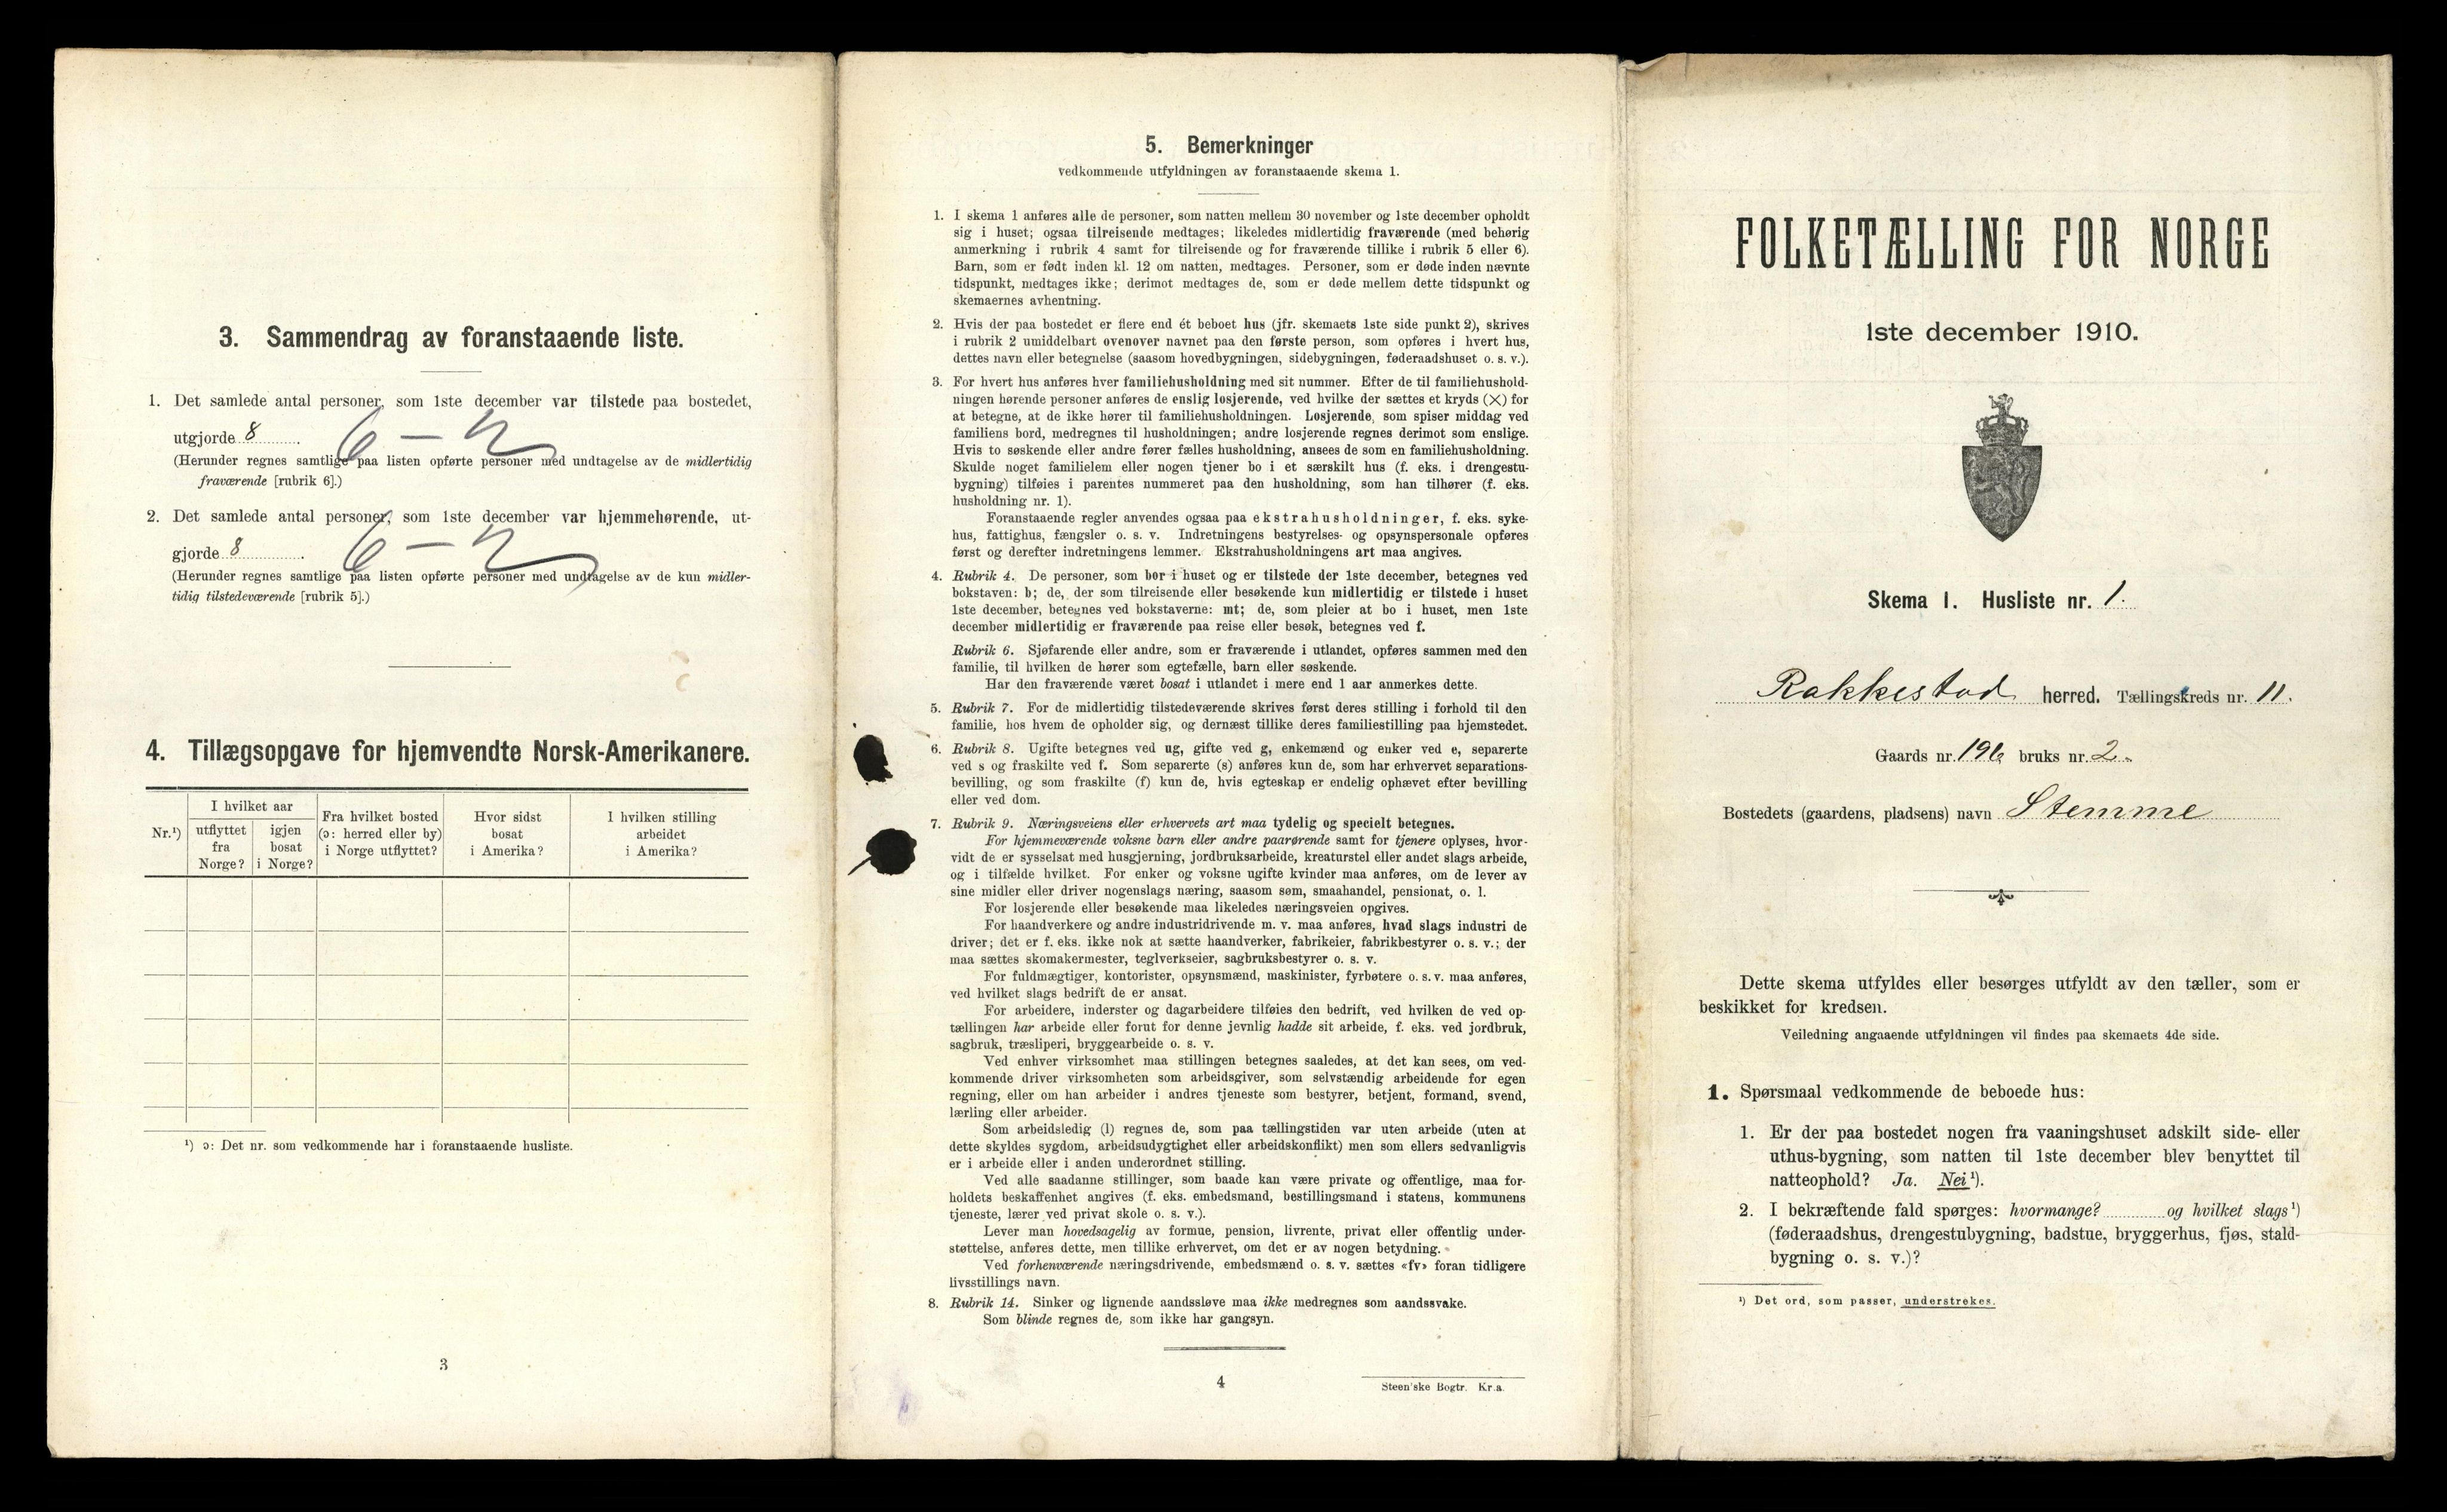 3. Sammendrag av foranstaaende liste.
1. Det samlede antal personer, som 1ste december var tilstede paa bostedet,
utgjorde 8. 6 – 2
(Herunder regnes samtlige paa listen opførte personer med undtagelse av de midlertidig
fraværende [rubrik 6].)
2. Det samlede antal personer, som 1ste december var hjemmehørende, ut-
gjorde 8. 6 – 2
(Herunder regnes samtlige paa listen opførte personer med undtagelse av de kun midler-
tidig tilstedeværende [rubrik 5].)
4. Tillægsopgave for hjemvendte Norsk-Amerikanere.
Nr.¹)
I hvilket aar
utflyttet
fra
Norge?
igjen
bosat
i Norge?
Fra hvilket bosted
(ɔ: herred eller by)
i Norge utflyttet?
Hvor sidst
bosat
i Amerika?
I hvilken stilling
arbeidet
i Amerika?
¹) ɔ: Det nr. som vedkommende har i foranstaaende husliste.
3
5. Bemerkninger
vedkommende utfyldningen av foranstaaende skema 1.
1. I skema 1 anføres alle de personer, som natten mellem 30 november og 1ste december opholdt
sig i huset; ogsaa tilreisende medtages; likeledes midlertidig fraværende (med behørig
anmerkning i rubrik 4 samt for tilreisende og for fraværende tillike i rubrik 5 eller 6).
Barn, som er født inden kl. 12 om natten, medtages. Personer, som er døde inden nævnte
tidspunkt, medtages ikke; derimot medtages de, som er døde mellem dette tidspunkt og
skemaernes avhentning.
2. Hvis der paa bostedet er flere end ét beboet hus (jfr. skemaets 1ste side punkt 2), skrives
i rubrik 2 umiddelbart ovenover navnet paa den første person, som opføres i hvert hus,
dettes navn eller betegnelse (saasom hovedbygningen, sidebygningen, føderaadshuset o. s. v.).
3. For hvert hus anføres hver familiehusholdning med sit nummer. Efter de til familiehushold-
ningen hørende personer anføres de enslig losjerende, ved hvilke der sættes et kryds (×) for
at betegne, at de ikke hører til familiehusholdningen. Losjerende, som spiser middag ved
familiens bord, medregnes til husholdningen; andre losjerende regnes derimot som enslige.
Hvis to søskende eller andre fører fælles husholdning, ansees de som en familiehusholdning.
Skulde noget familielem eller nogen tjener bo i et særskilt hus (f. eks. i drengestu-
bygning) tilføies i parentes nummeret paa den husholdning, som han tilhører (f. eks.
husholdning nr. 1).
Foranstaaende regler anvendes ogsaa paa ekstrahusholdninger, f. eks. syke-
hus, fattighus, fængsler o. s. v. Indretningens bestyrelses- og opsynspersonale opføres
først og derefter indretningens lemmer. Ekstrahusholdningens art maa angives.
4. Rubrik 4. De personer, som bor i huset og er tilstede der 1ste december, betegnes ved
bokstaven: b; de, der som tilreisende eller besøkende kun midlertidig er tilstede i huset
1ste december, betegnes ved bokstaverne: mt; de, som pleier at bo i huset, men 1ste
december midlertidig er fraværende paa reise eller besøk, betegnes ved f.
Rubrik 6. Sjøfarende eller andre, som er fraværende i utlandet, opføres sammen med den
familie, til hvilken de hører som egtefælle, barn eller søskende.
Har den fraværende været bosat i utlandet i mere end 1 aar anmerkes dette.
5. Rubrik 7. For de midlertidig tilstedeværende skrives først deres stilling i forhold til den
familie, hos hvem de opholder sig, og dernæst tillike deres familiestilling paa hjemstedet.
6. Rubrik 8. Ugifte betegnes ved ug, gifte ved g, enkemænd og enker ved e, separerte
ved s og fraskilte ved f. Som separerte (s) anføres kun de, som har erhvervet separations-
bevilling, og som fraskilte (f) kun de, hvis egteskap er endelig ophævet efter bevilling
eller ved dom.
7. Rubrik 9. Næringsveiens eller erhvervets art maa tydelig og specielt betegnes.
For hjemmeværende voksne barn eller andre paarørende samt for tjenere oplyses, hvor-
vidt de er sysselsat med husgjerning, jordbruksarbeide, kreaturstel eller andet slags arbeide,
og i tilfælde hvilket. For enker og voksne ugifte kvinder maa anføres, om de lever av
sine midler eller driver nogenslags næring, saasom søm, smaahandel, pensionat, o. l.
For losjerende eller besøkende maa likeledes næringsveien opgives.
For haandverkere og andre industridrivende m. v. maa anføres, hvad slags industri de
driver; det er f. eks. ikke nok at sætte haandverker, fabrikeier, fabrikbestyrer o. s. v.; der
maa sættes skomakermester, teglverkseier, sagbruksbestyrer o. s. v.
For fuldmægtiger, kontorister, opsynsmænd, maskinister, fyrbøtere o. s. v. maa anføres,
ved hvilket slags bedrift de er ansat.
For arbeidere, inderster og dagarbeidere tilføies den bedrift, ved hvilken de ved op-
tællingen har arbeide eller forut for denne jevnlig hadde sit arbeide, f. eks. ved jordbruk,
sagbruk, træsliperi, bryggearbeide o. s. v.
Ved enhver virksomhet maa stillingen betegnes saaledes, at det kan sees, om ved-
kommende driver virksomheten som arbeidsgiver, som selvstændig arbeidende for egen
regning, eller om han arbeider i andres tjeneste som bestyrer, betjent, formand, svend,
lærling eller arbeider.
Som arbeidsledig (l) regnes de, som paa tællingstiden var uten arbeide (uten at
dette skyldes sygdom, arbeidsudygtighet eller arbeidskonflikt) men som ellers sedvanligvis
er i arbeide eller i anden underordnet stilling.
Ved alle saadanne stillinger, som baade kan være private og offentlige, maa for-
holdets beskaffenhet angives (f. eks. embedsmand, bestillingsmand i statens, kommunens
tjeneste, lærer ved privat skole o. s. v.).
Lever man hovedsagelig av formue, pension, livrente, privat eller offentlig under-
støttelse, anføres dette, men tillike erhvervet, om det er av nogen betydning.
Ved forhenværende næringsdrivende, embedsmænd o. s. v. sættes «fv» foran tidligere
livsstillings navn.
8. Rubrik 14. Sinker og lignende aandssløve maa ikke medregnes som aandssvake.
Som blinde regnes de, som ikke har gangsyn.
4
Steen'ske Bogtr. Kr.a.
FOLKETÆLLING FOR NORGE
1ste december 1910.
Skema 1. Husliste nr. 1.
Rakkestad herred. Tællingskreds nr. 11.
Gaards nr. 196 bruks nr. 2.
Bostedets (gaardens, pladsens) navn Stemme
Dette skema utfyldes eller besørges utfyldt av den tæller, som er
beskikket for kredsen.
Veiledning angaaende utfyldningen vil findes paa skemaets 4de side.
1. Spørsmaal vedkommende de beboede hus:
1. Er der paa bostedet nogen fra vaaningshuset adskilt side- eller
uthus-bygning, som natten til 1ste december blev benyttet til
natteophold? Ja. Nei¹).
2. I bekræftende fald spørges: hvormange? og hvilket slags¹)
(føderaadshus, drengestubygning, badstue, bryggerhus, fjøs, stald-
bygning o. s. v.)?
¹) Det ord, som passer, understrekes.